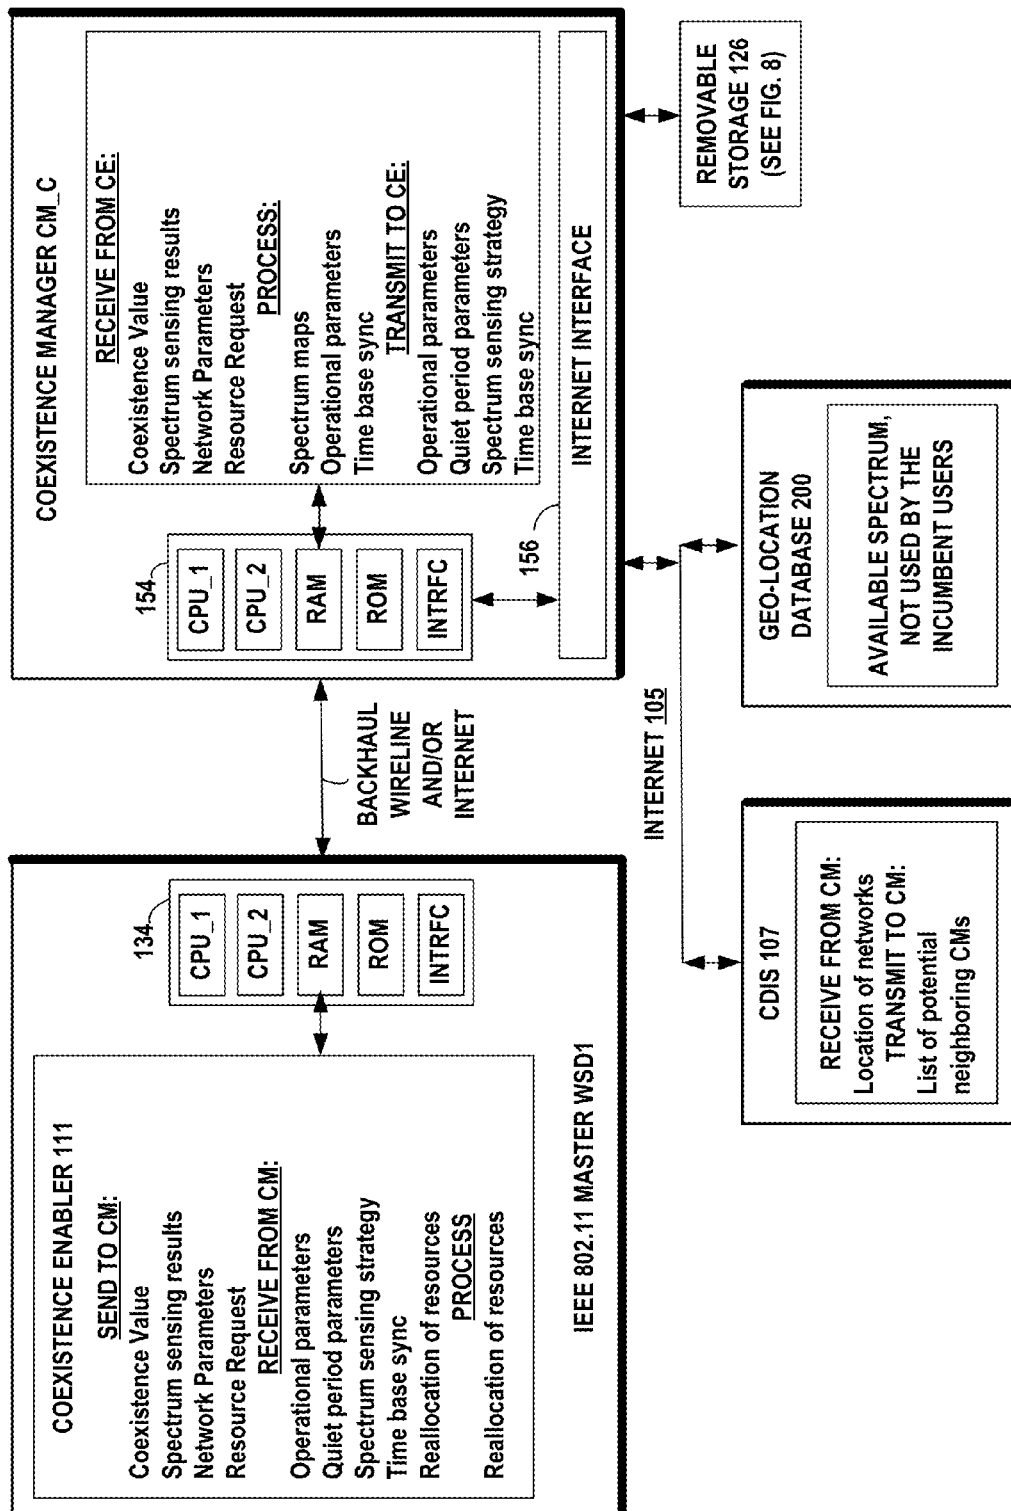 COEXISTENCE ENABLER 111
SEND TO CM:
Coexistence Value
Spectrum sensing results
Network Parameters
Resource Request
RECEIVE FROM CM:
Operational parameters
Quiet period parameters
Spectrum sensing strategy
Time base sync
Reallocation of resources
PROCESS
Reallocation of resources
134
CPU_1
CPU_2
RAM
ROM
INTRFC
IEEE 802.11 MASTER WSD1
BACKHAUL
WIRELINE
AND/OR
INTERNET
COEXISTENCE MANAGER CM_C
154
CPU_1
CPU_2
RAM
ROM
INTRFC
RECEIVE FROM CE:
Coexistence Value
Spectrum sensing results
Network Parameters
Resource Request
PROCESS:
Spectrum maps
Operational parameters
Time base sync
TRANSMIT TO CE:
Operational parameters
Quiet period parameters
Spectrum sensing strategy
Time base sync
156
INTERNET INTERFACE
INTERNET 105
CDIS 107
RECEIVE FROM CM:
Location of networks
TRANSMIT TO CM:
List of potential
neighboring CMs
GEO-LOCATION
DATABASE 200
AVAILABLE SPECTRUM,
NOT USED BY THE
INCUMBENT USERS
REMOVABLE
STORAGE 126
(SEE FIG. 8)